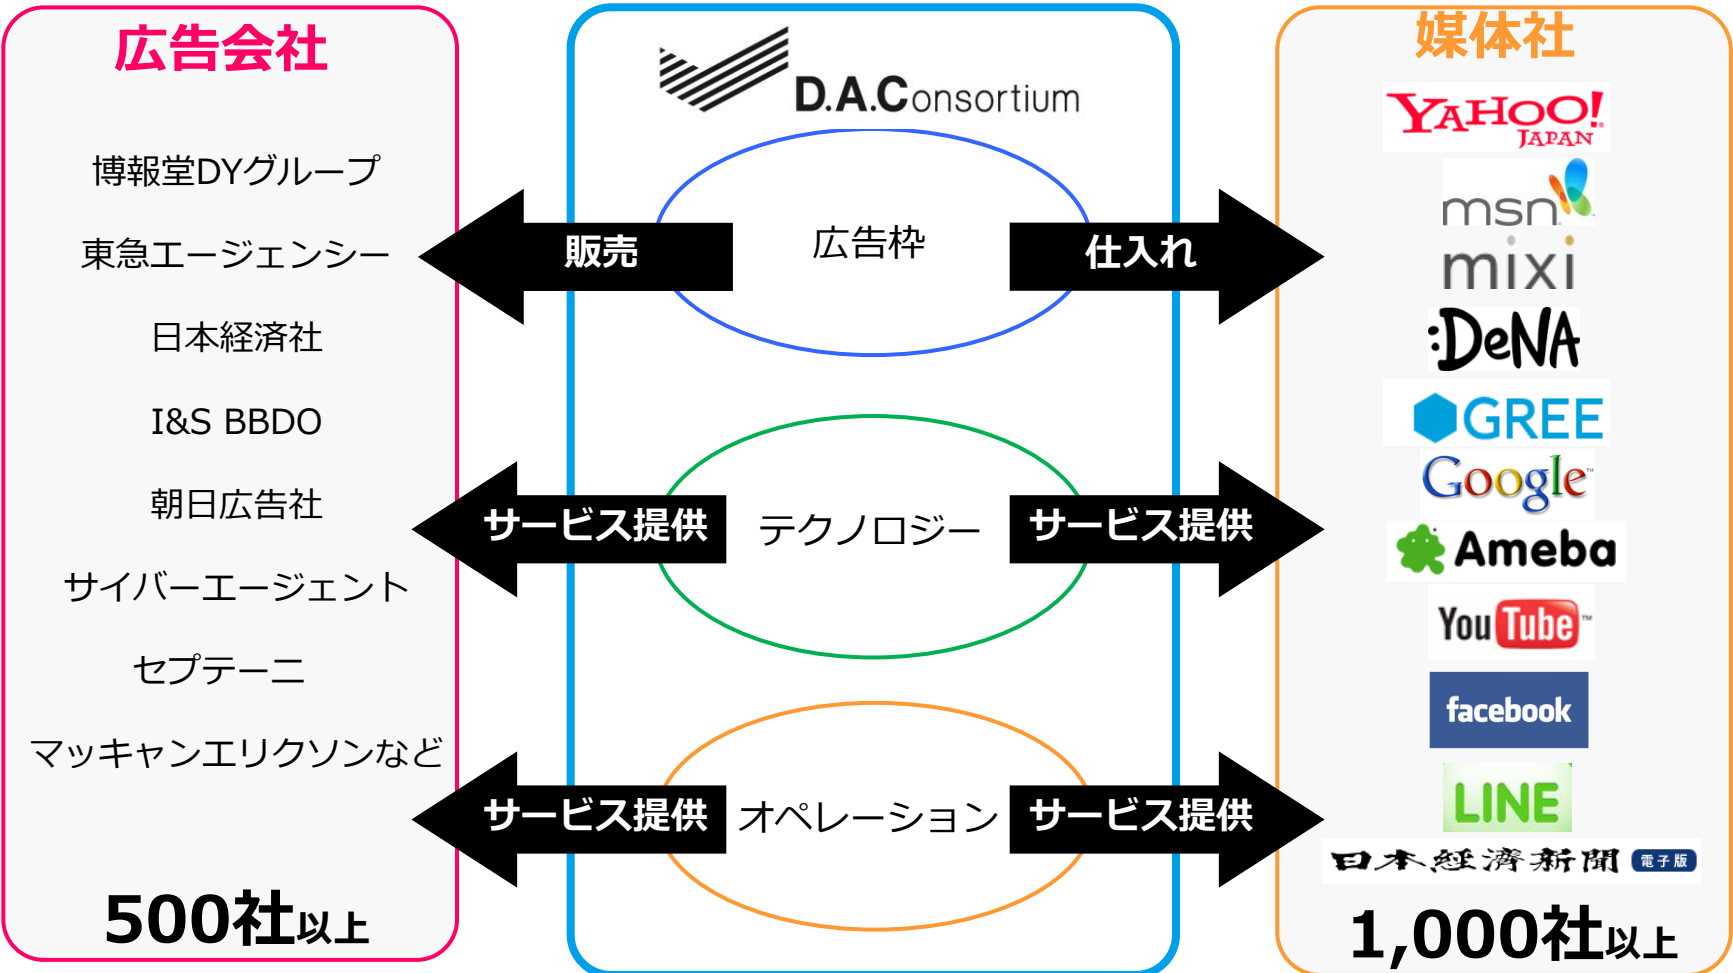 広告会社
博報堂DYグループ
東急エージェンシー
日本経済社
I&S BBDO
朝日広告社
サイバーエージェント
セプテーニ
マッキャンエリクソンなど
500社以上
D.A.Consortium
販売
広告枠
仕入れ
サービス提供
テクノロジー
サービス提供
サービス提供
オペレーション
サービス提供
媒体社
YAHOO!
JAPAN
msn
mixi
:DeNA
GREE
Google™
Ameba
YouTube™
facebook
LINE
日本経済新聞 電子版
1,000社以上